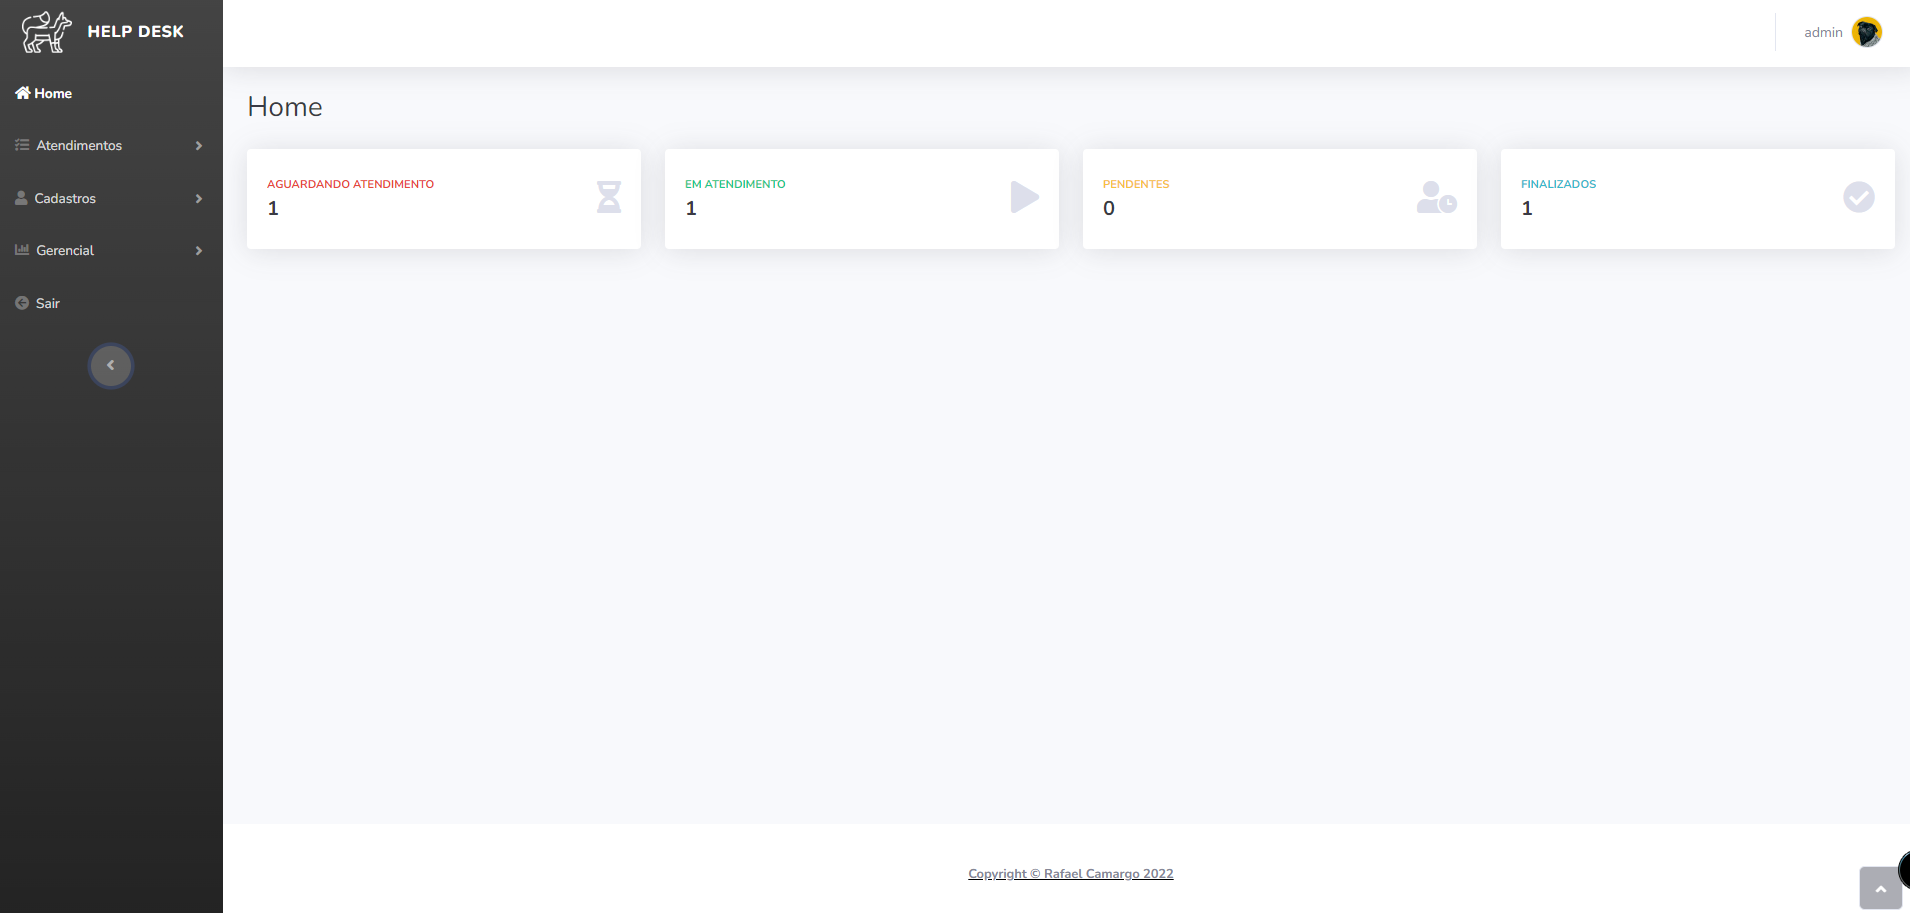 HELP DESK
Home
Atendimentos
Cadastros
Gerencial
Sair
admin
Home
AGUARDANDO ATENDIMENTO
1
EM ATENDIMENTO
1
PENDENTES
0
FINALIZADOS
1
Copyright © Rafael Camargo 2022